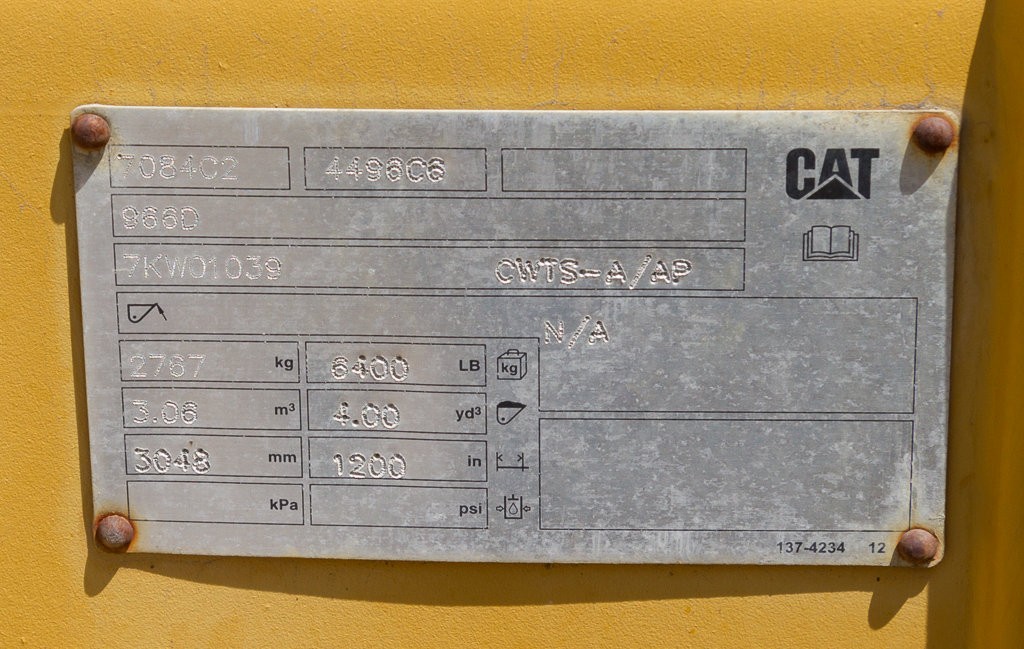 7084C2 4496C6
CAT
966D
7KW01039 CWTS-A/AP
N/A
2767 kg 6400 LB kg
3.06 m³ 4.00 yd³
3048 mm 1200 in
kPa psi
137-4234 12